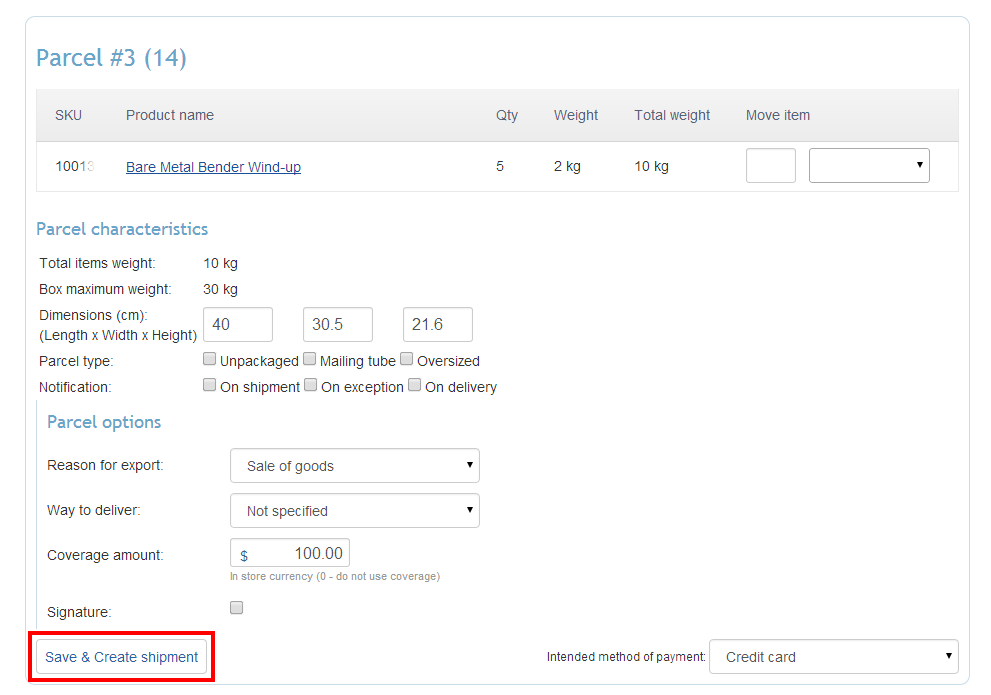 Parcel #3 (14)
SKU Product name Qty Weight Total weight Move item
10013 Bare Metal Bender Wind-up 5 2 kg 10 kg
Parcel characteristics
Total items weight: 10 kg
Box maximum weight: 30 kg
Dimensions (cm):
(Length x Width x Height) 40 30.5 21.6
Parcel type: Unpackaged Mailing tube Oversized
Notification: On shipment On exception On delivery
Parcel options
Reason for export: Sale of goods
Way to deliver: Not specified
Coverage amount: $ 100.00
In store currency (0 - do not use coverage)
Signature:
Save & Create shipment Intended method of payment: Credit card